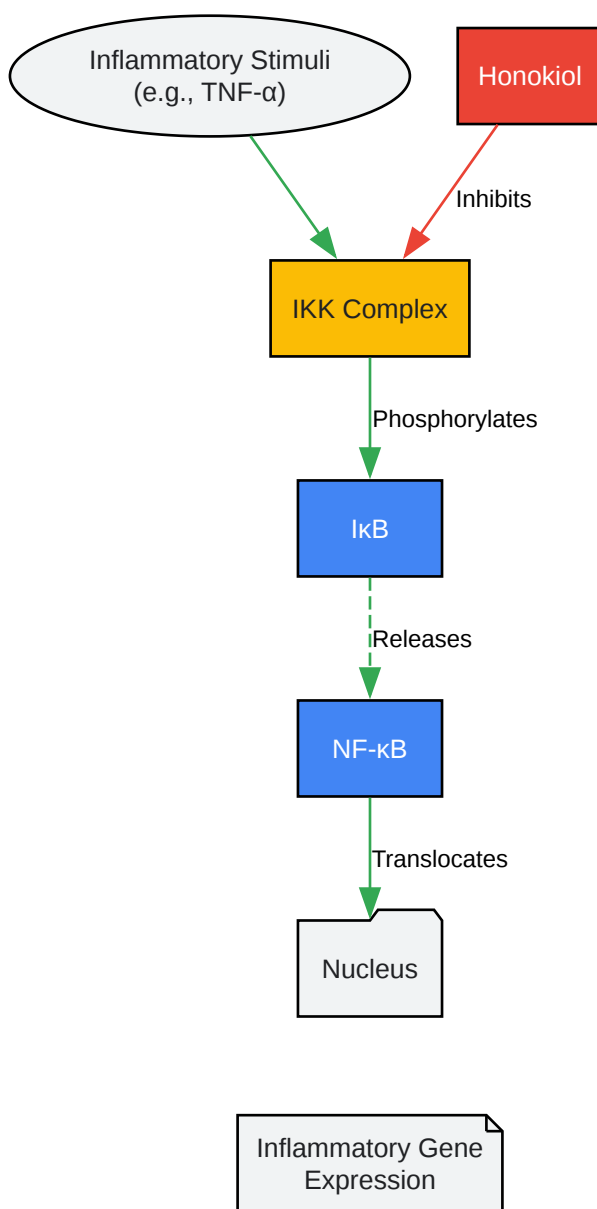 Inflammatory Stimuli
(e.g., TNF-α)
Honokiol
Inhibits
IKK Complex
Phosphorylates
IκB
Releases
NF-κB
Translocates
Nucleus
Inflammatory Gene
Expression